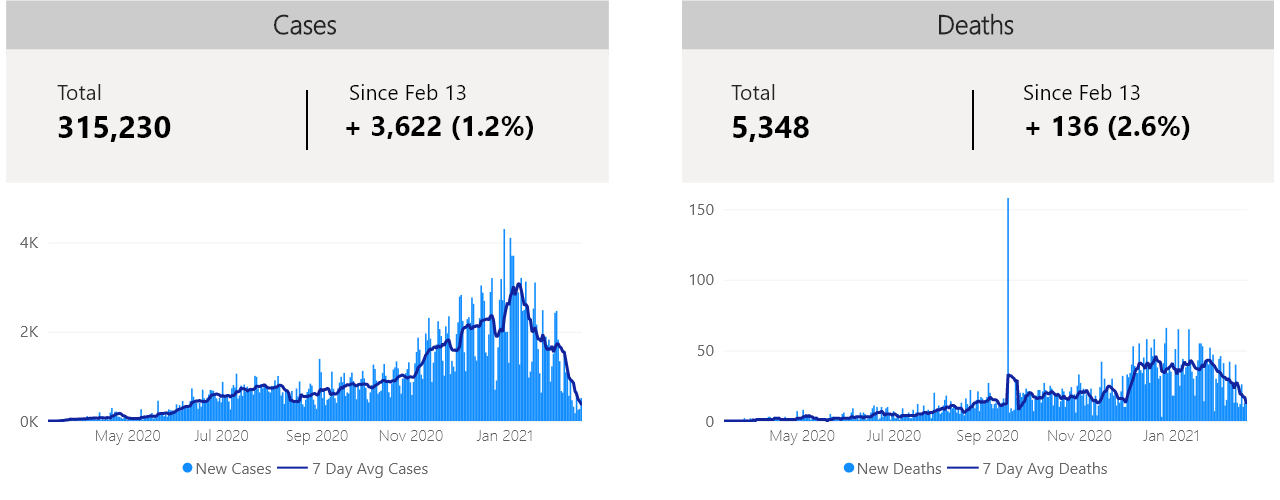 Cases
Total
315,230
Since Feb 13
+ 3,622 (1.2%)
4K
2K
0K
May 2020 Jul 2020 Sep 2020 Nov 2020 Jan 2021
New Cases 7 Day Avg Cases
Deaths
Total
5,348
Since Feb 13
+ 136 (2.6%)
150
100
50
0
May 2020 Jul 2020 Sep 2020 Nov 2020 Jan 2021
New Deaths 7 Day Avg Deaths